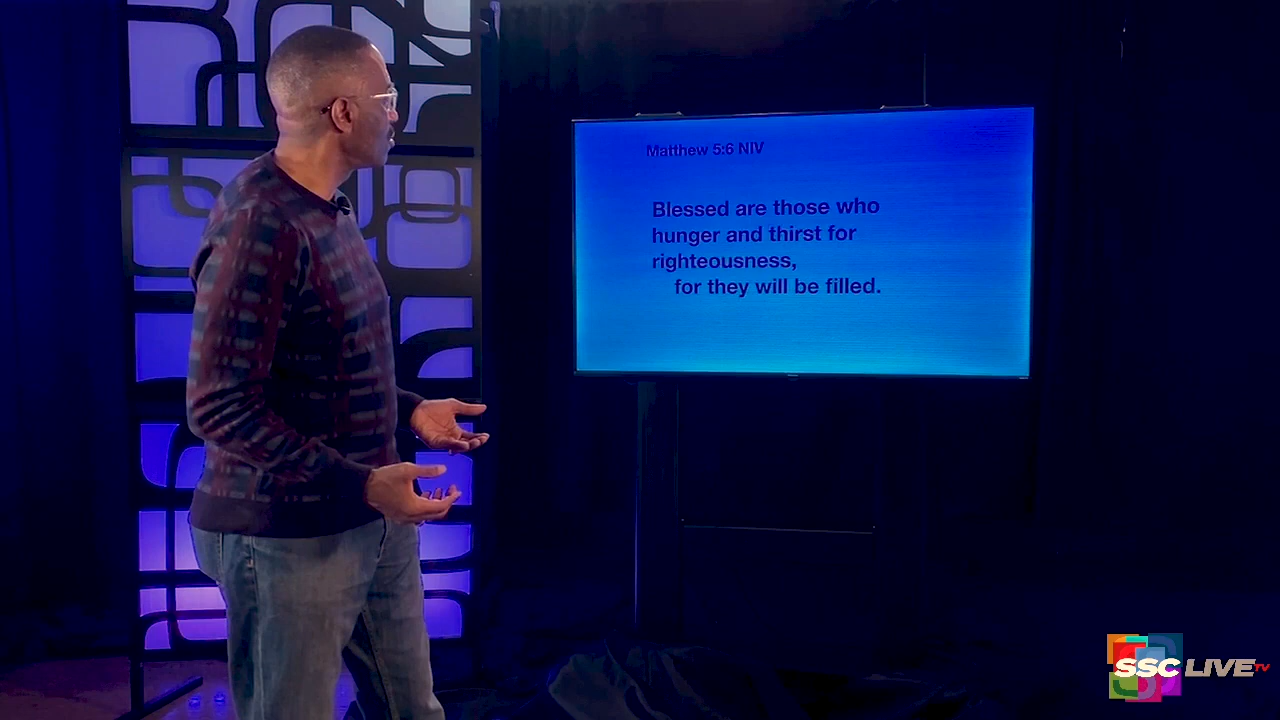 Matthew 5:6 NIV
Blessed are those who
hunger and thirst for
righteousness,
for they will be filled.
SSC LIVE TV